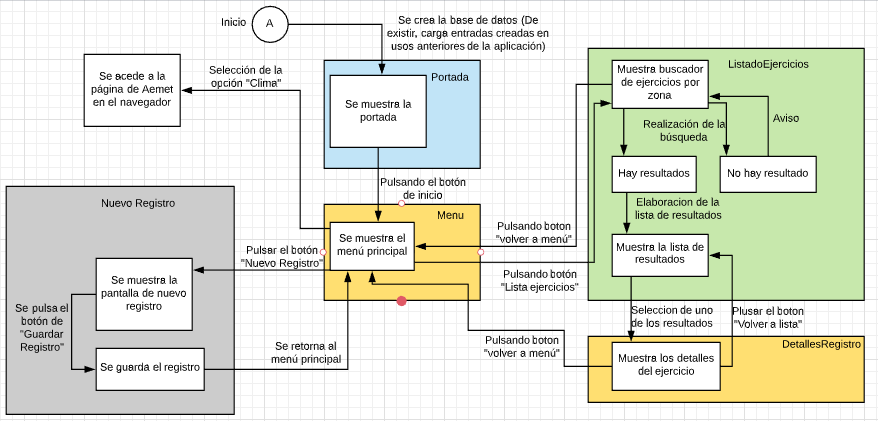 Inicio
A
Se crea la base de datos (De
existir, carga entradas creadas en
usos anteriores de la aplicación)
Se acede a la
página de Aemet
en el navegador
Selección de la
opción "Clima"
Portada
Se muestra la
portada
Pulsando el botón
de inicio
ListadoEjercicios
Muestra buscador
de ejercicios por
zona
Aviso
Realización de la
búsqueda
Hay resultados
No hay resultado
Elaboracion de la
lista de resultados
Muestra la lista de
resultados
Menu
Se muestra el
menú principal
Pulsando boton
"volver a menú"
Pulsando botón
"Lista ejercicios"
Nuevo Registro
Pulsar el botón
"Nuevo Registro"
Se muestra la
pantalla de nuevo
registro
Se pulsa el
botón de
"Guardar
Registro"
Se guarda el registro
Se retorna al
menú principal
Pulsando boton
"volver a menú"
Seleccion de uno
de los resultados
Plusar el boton
"Volver a lista"
DetallesRegistro
Muestra los detalles
del ejercicio